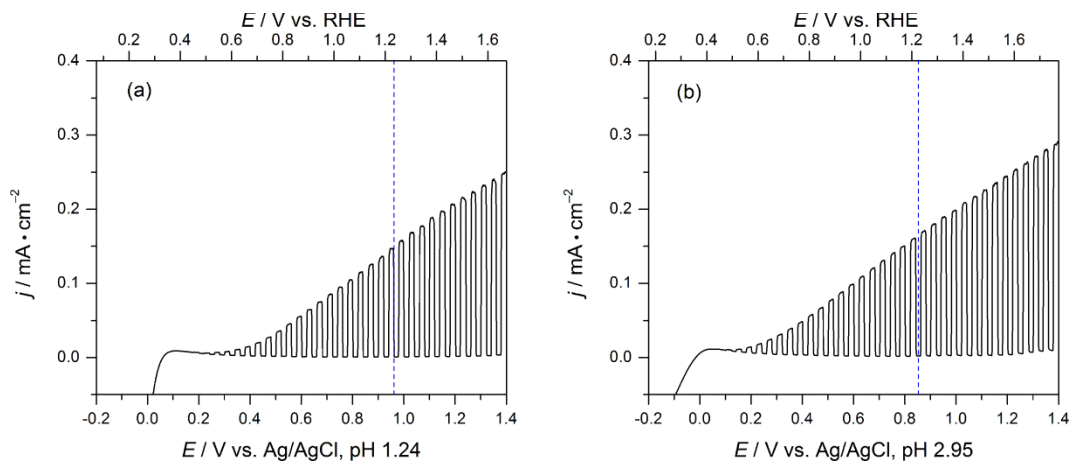 E / V vs. RHE
0.2 0.4 0.6 0.8 1.0 1.2 1.4 1.6
0.4
0.3
0.2
0.1
0.0
(a)
j / mA•cm⁻²
-0.2 0.0 0.2 0.4 0.6 0.8 1.0 1.2 1.4
E / V vs. Ag/AgCl, pH 1.24
E / V vs. RHE
0.2 0.4 0.6 0.8 1.0 1.2 1.4 1.6
0.4
0.3
0.2
0.1
0.0
(b)
j / mA•cm⁻²
-0.2 0.0 0.2 0.4 0.6 0.8 1.0 1.2 1.4
E / V vs. Ag/AgCl, pH 2.95